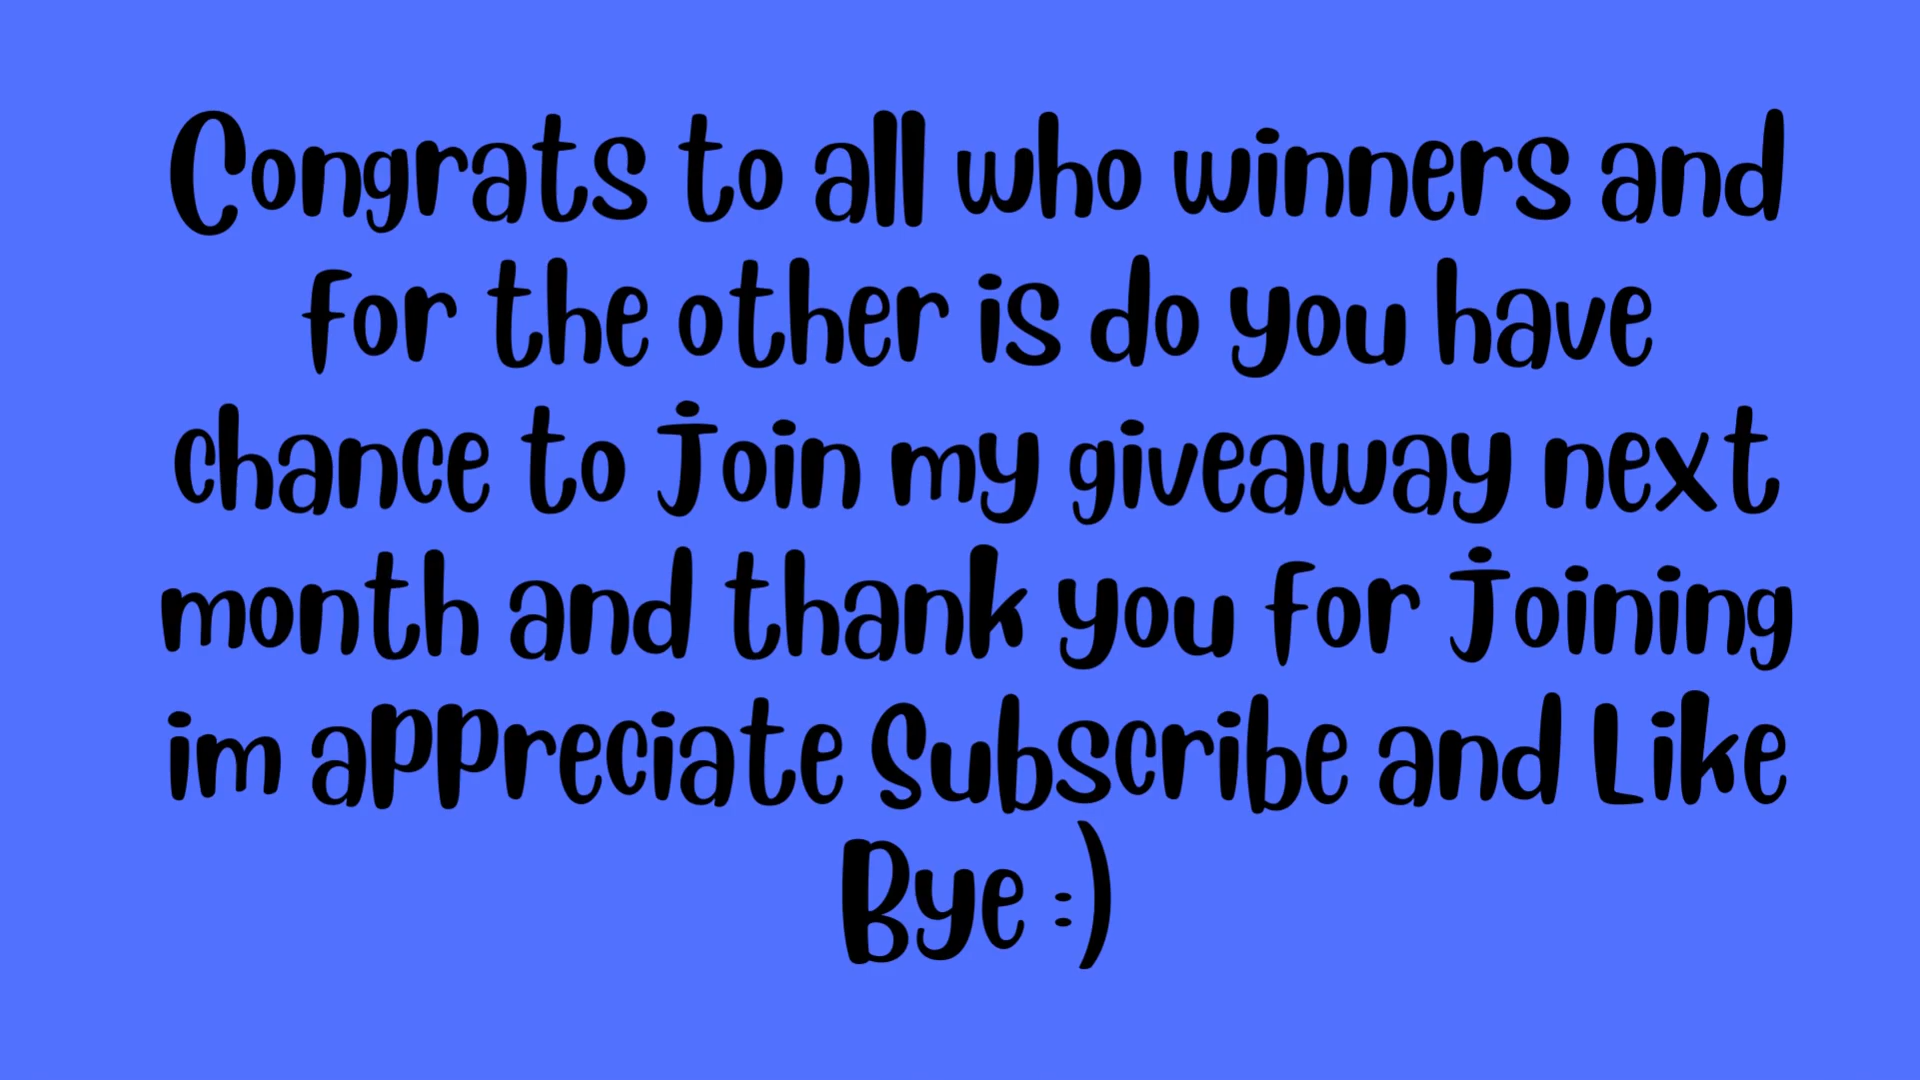 Congrats to all who winners and
for the other is do you have
chance to Join my giveaway next
month and thank you for Joining
im appreciate Subscribe and Like
Bye :)